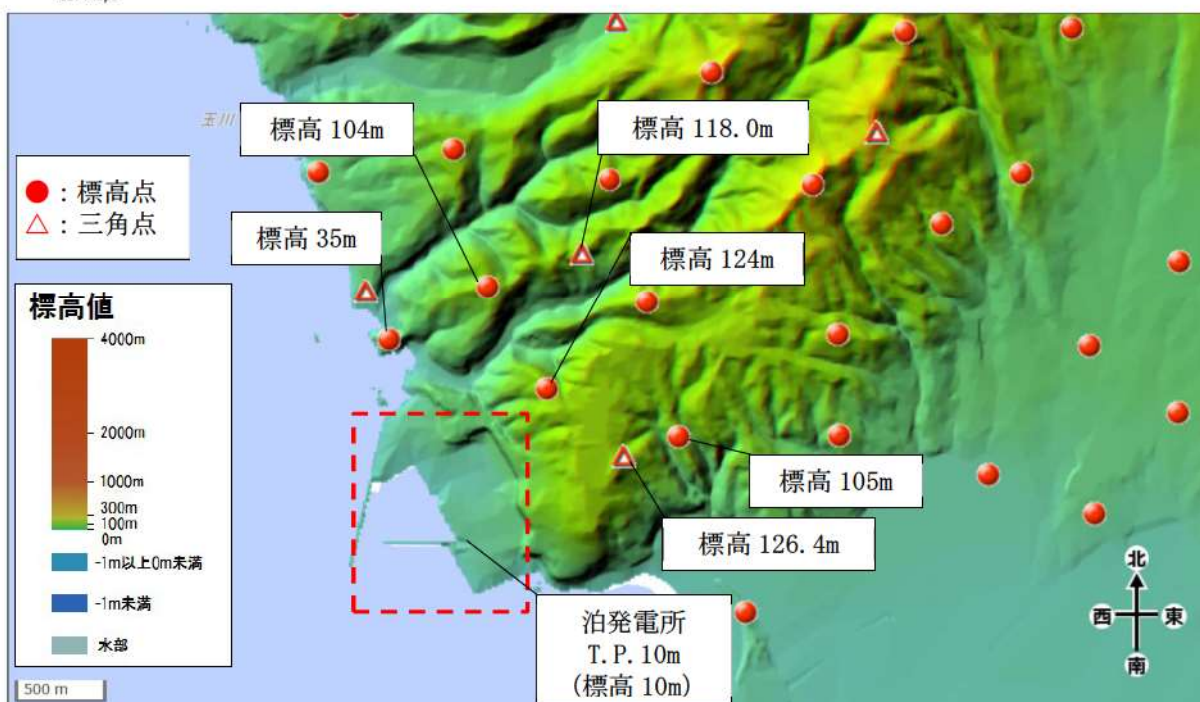 玉川
標高 104m
標高 118.0m
●：標高点
△：三角点
標高 35m
標高 124m
標高値
4000m
2000m
1000m
300m
100m
0m
-1m以上0m未満
-1m未満
水部
標高 105m
標高 126.4m
泊発電所
T.P.10m
(標高 10m)
北
西
東
南
500 m